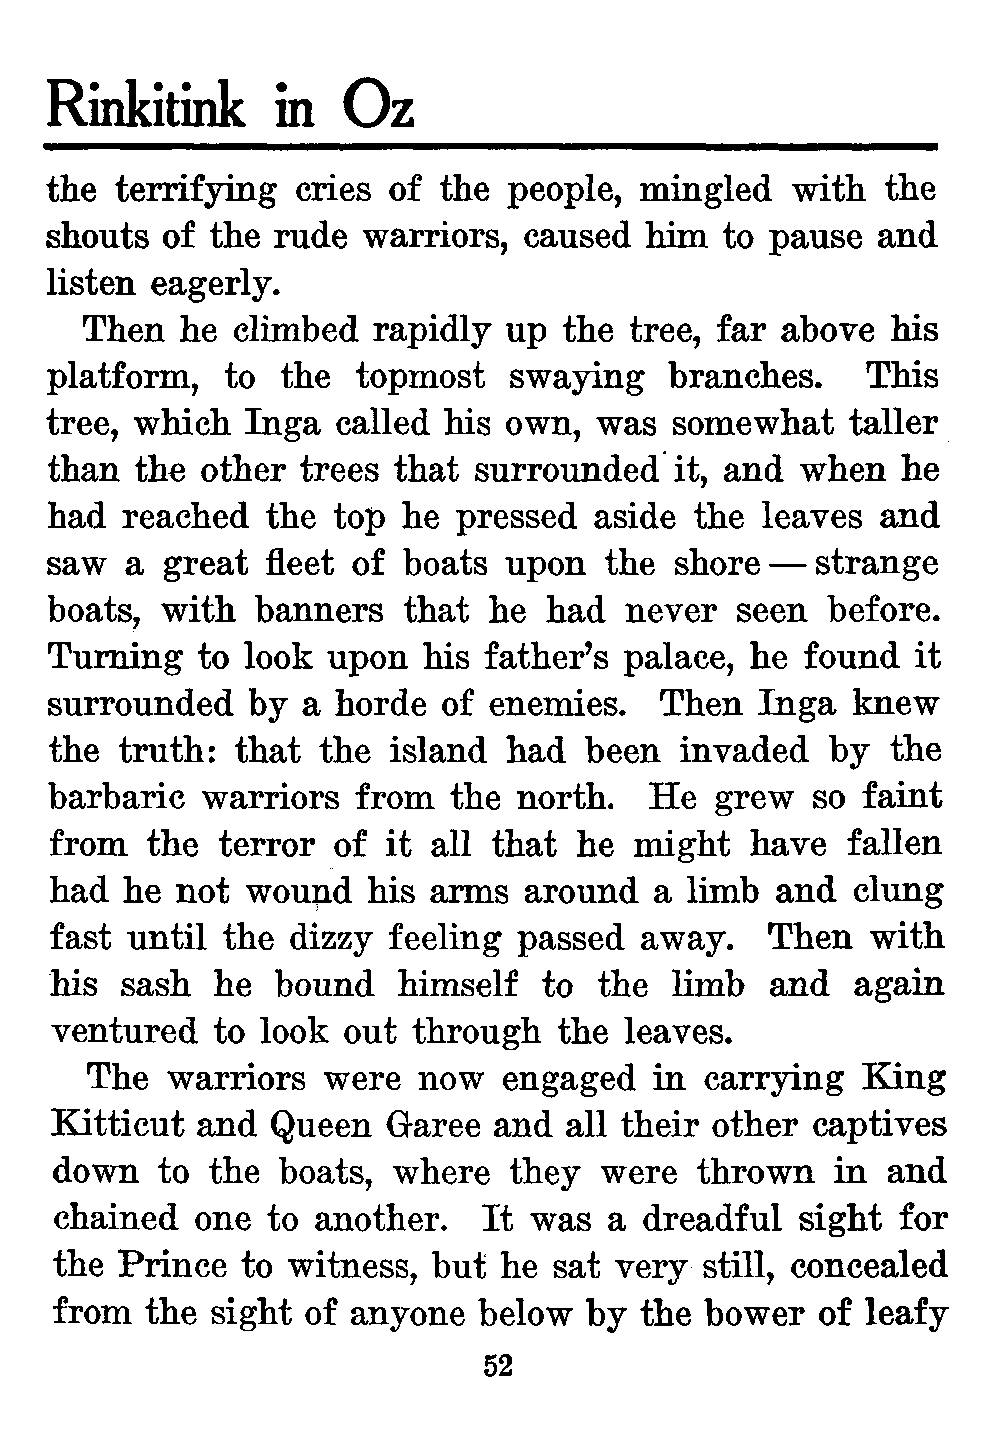 Rinkitink in Oz
the terrifying cries of the people, mingled with the
shouts of the rude warriors, caused him to pause and
listen eagerly.
Then he climbed rapidly up the tree, far above his
platform, to the topmost swaying branches. This
tree, which Inga called his own, was somewhat taller
than the other trees that surrounded it, and when he
had reached the top he pressed aside the leaves and
saw a great fleet of boats upon the shore — strange
boats, with banners that he had never seen before.
Turning to look upon his father's palace, he found it
surrounded by a horde of enemies. Then Inga knew
the truth: that the island had been invaded by the
barbaric warriors from the north. He grew so faint
from the terror of it all that he might have fallen
had he not wound his arms around a limb and clung
fast until the dizzy feeling passed away. Then with
his sash he bound himself to the limb and again
ventured to look out through the leaves.
The warriors were now engaged in carrying King
Kitticut and Queen Garee and all their other captives
down to the boats, where they were thrown in and
chained one to another. It was a dreadful sight for
the Prince to witness, but he sat very still, concealed
from the sight of anyone below by the bower of leafy
52